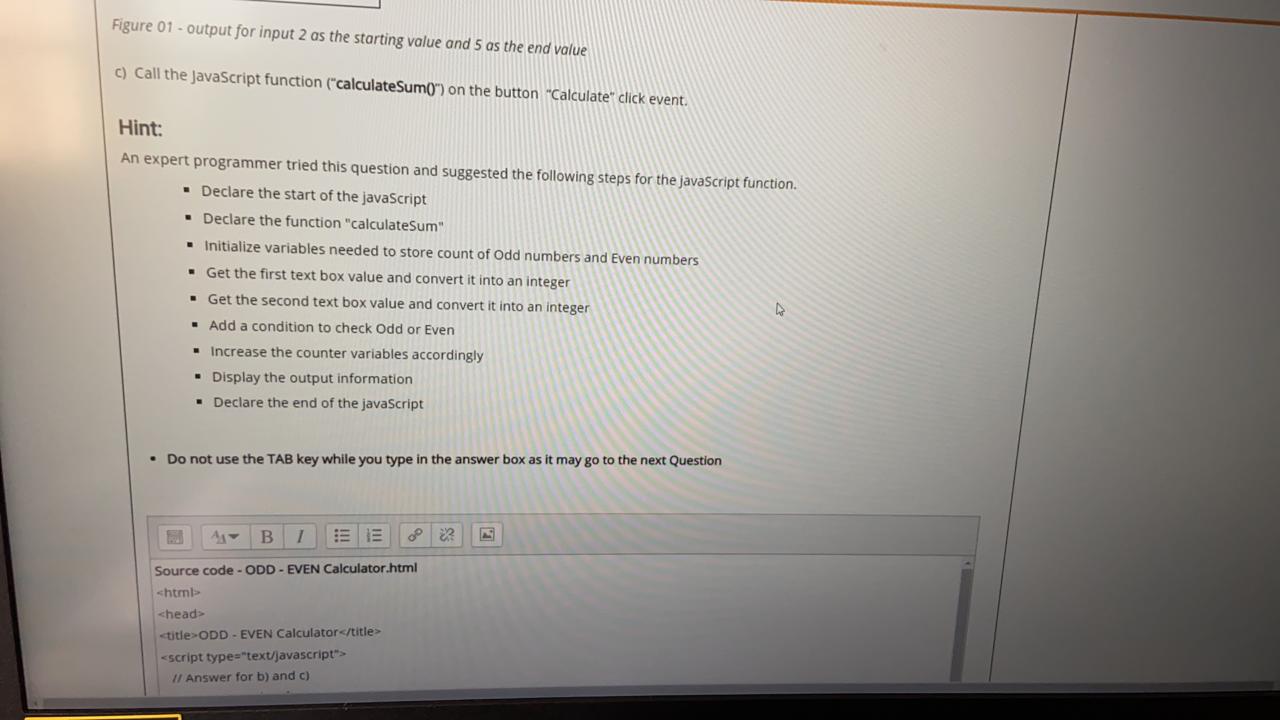 Figure 01 - output for input 2 as the starting value and 5 as the end value
c) Call the JavaScript function ("calculateSum()") on the button "Calculate" click event.
Hint:
An expert programmer tried this question and suggested the following steps for the javaScript function.
▪ Declare the start of the javaScript
▪ Declare the function "calculateSum"
▪ Initialize variables needed to store count of Odd numbers and Even numbers
▪ Get the first text box value and convert it into an integer
▪ Get the second text box value and convert it into an integer
▪ Add a condition to check Odd or Even
▪ Increase the counter variables accordingly
▪ Display the output information
▪ Declare the end of the javaScript
• Do not use the TAB key while you type in the answer box as it may go to the next Question
B I
Source code - ODD - EVEN Calculator.html
<html>
<head>
<title>ODD - EVEN Calculator</title>
<script type="text/javascript">
// Answer for b) and c)